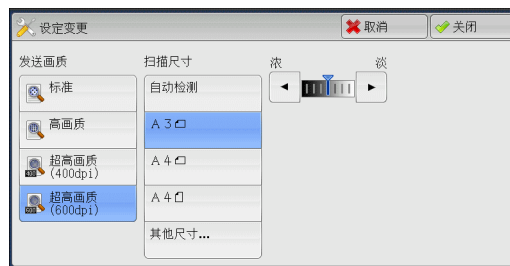 设定变更
取消
关闭
发送画质
扫描尺寸
浓
淡
标准
高画质
超高画质
(400dpi)
超高画质
(600dpi)
自动检测
A3
A4
A4
其他尺寸...